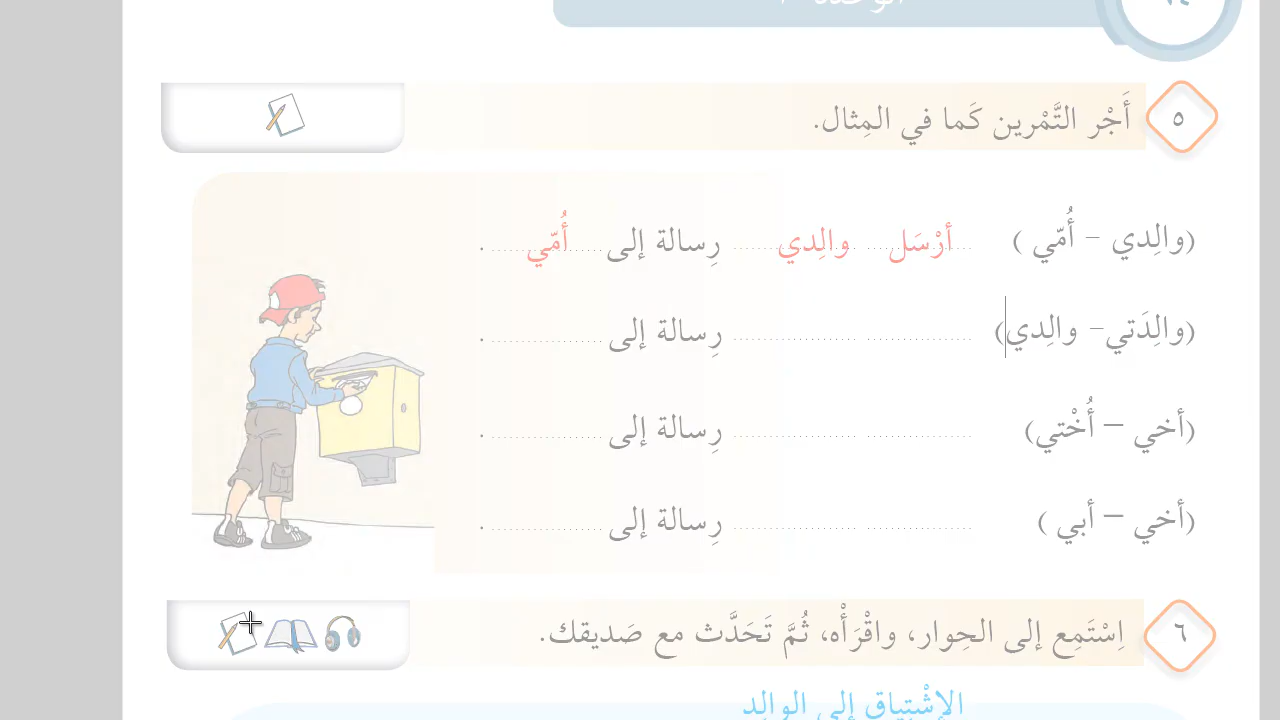 ٥ أَجْر التَّمْرين كَما في المِثال.
(والِدي – أُمّي ) أرْسَل والِدي رِسالة إلى أُمّي .
(والِدَتي– والِدي) رِسالة إلى .
(أخي – أُخْتي) رِسالة إلى .
(أخي – أبي ) رِسالة إلى .
٦ اِسْتَمِع إلى الحِوار، واقْرَأْه، ثُمَّ تَحَدَّث مع صَديقك.
الاِشْتِياق إلى الوالِد